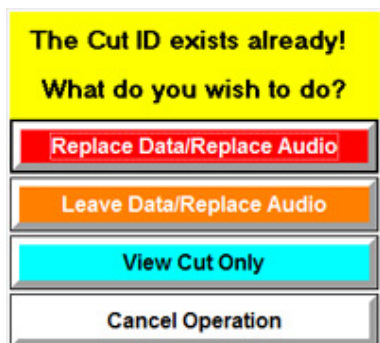 The Cut ID exists already!
What do you wish to do?
Replace Data/Replace Audio
Leave Data/Replace Audio
View Cut Only
Cancel Operation